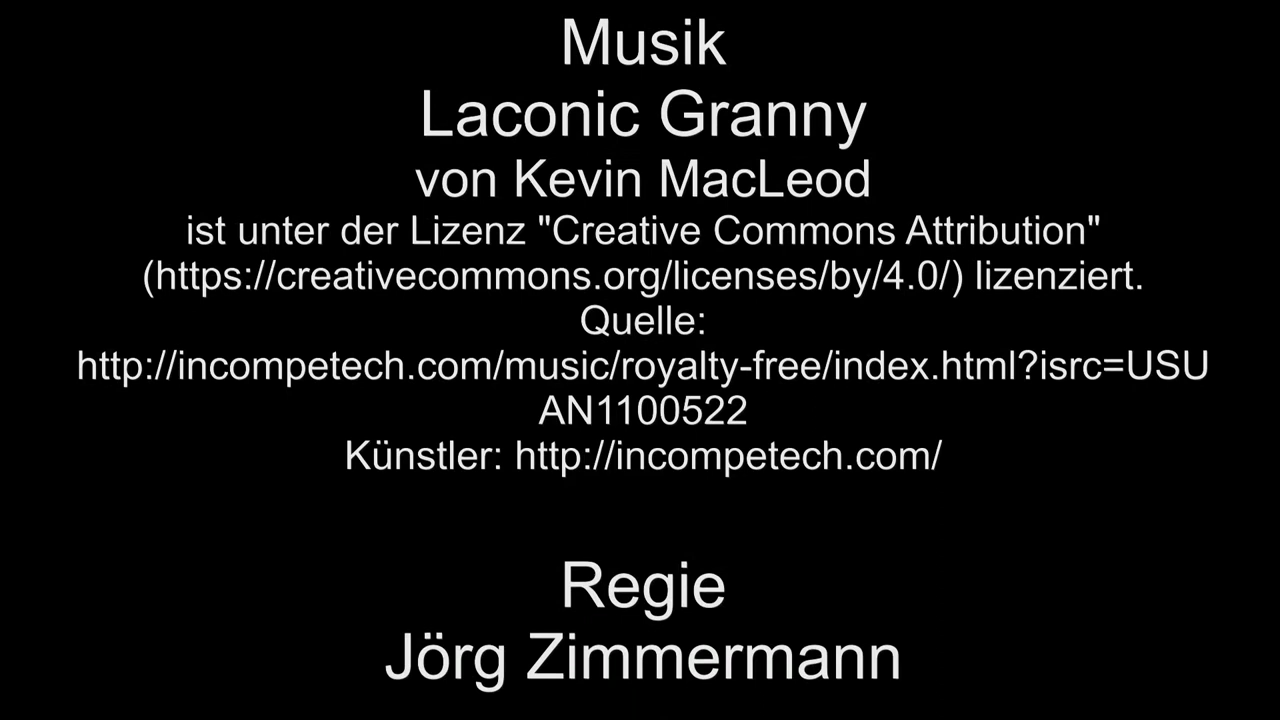 Musik
Laconic Granny
von Kevin MacLeod
ist unter der Lizenz "Creative Commons Attribution"
(https://creativecommons.org/licenses/by/4.0/) lizenziert.
Quelle:
http://incompetech.com/music/royalty-free/index.html?isrc=USU
AN1100522
Künstler: http://incompetech.com/
Regie
Jörg Zimmermann